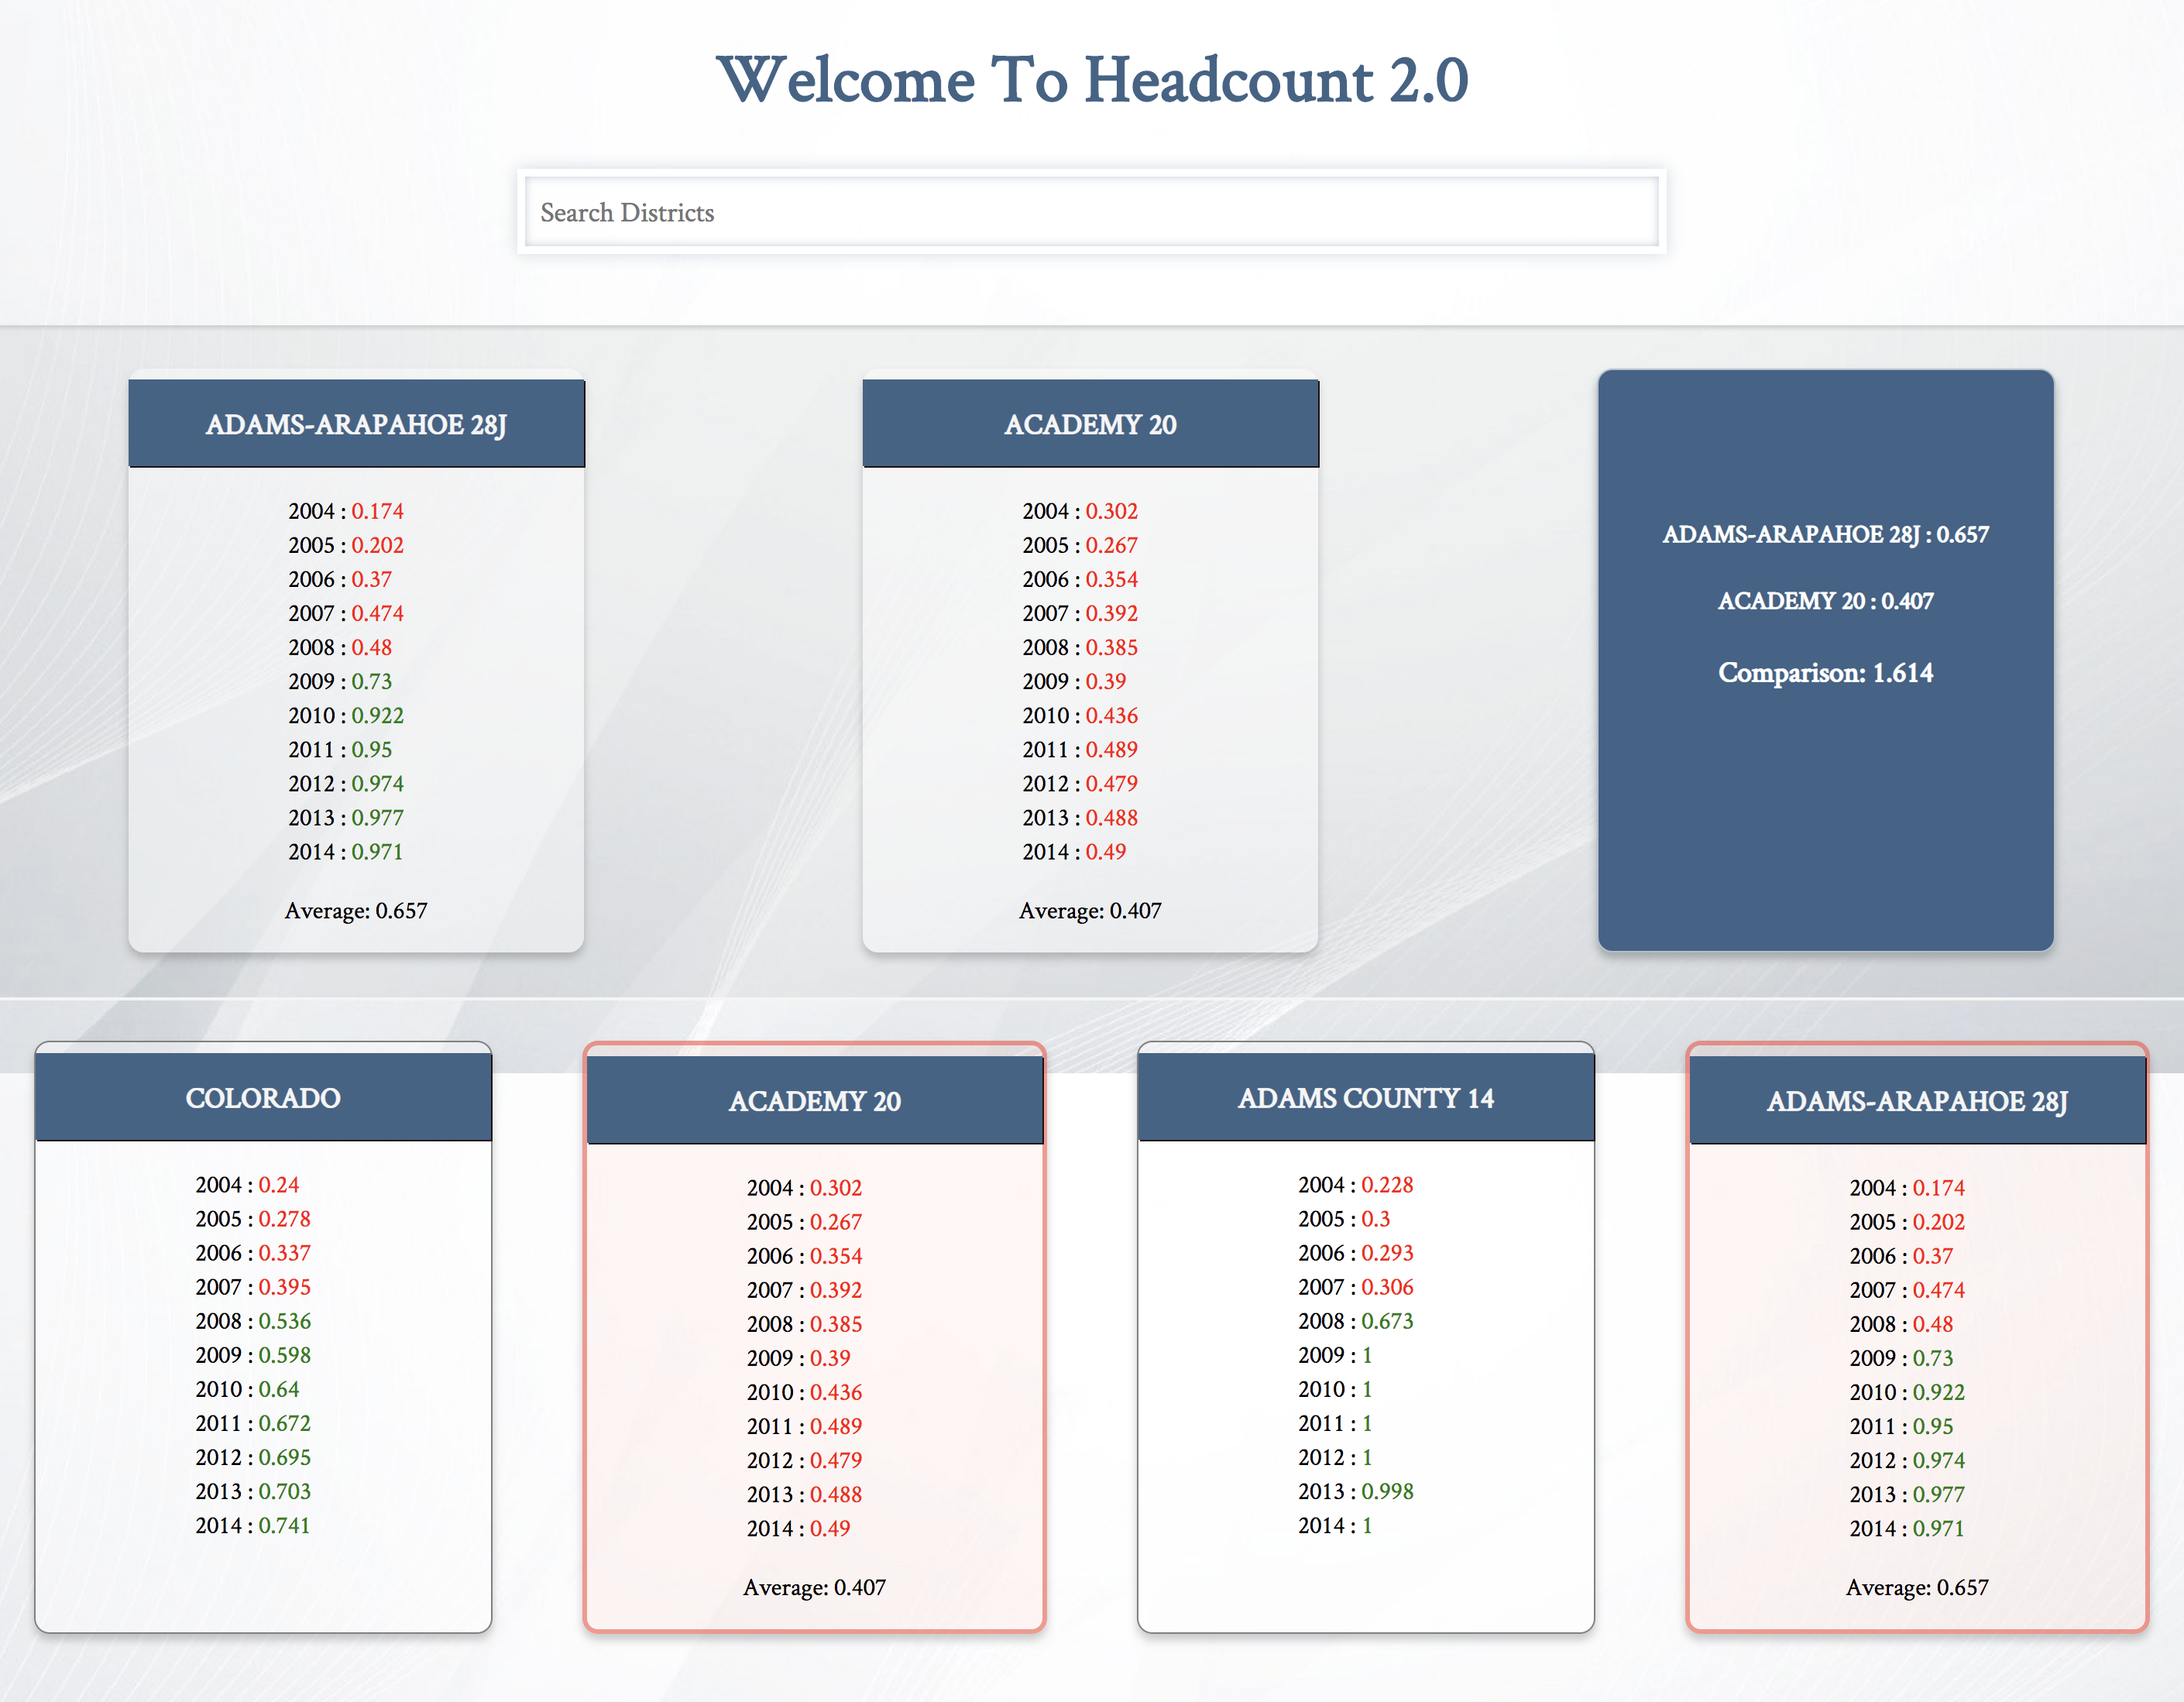 Welcome To Headcount 2.0
Search Districts
ADAMS-ARAPAHOE 28J
2004 : 0.174
2005 : 0.202
2006 : 0.37
2007 : 0.474
2008 : 0.48
2009 : 0.73
2010 : 0.922
2011 : 0.95
2012 : 0.974
2013 : 0.977
2014 : 0.971
Average: 0.657
ACADEMY 20
2004 : 0.302
2005 : 0.267
2006 : 0.354
2007 : 0.392
2008 : 0.385
2009 : 0.39
2010 : 0.436
2011 : 0.489
2012 : 0.479
2013 : 0.488
2014 : 0.49
Average: 0.407
ADAMS-ARAPAHOE 28J : 0.657
ACADEMY 20 : 0.407
Comparison: 1.614
COLORADO
2004 : 0.24
2005 : 0.278
2006 : 0.337
2007 : 0.395
2008 : 0.536
2009 : 0.598
2010 : 0.64
2011 : 0.672
2012 : 0.695
2013 : 0.703
2014 : 0.741
ACADEMY 20
2004 : 0.302
2005 : 0.267
2006 : 0.354
2007 : 0.392
2008 : 0.385
2009 : 0.39
2010 : 0.436
2011 : 0.489
2012 : 0.479
2013 : 0.488
2014 : 0.49
Average: 0.407
ADAMS COUNTY 14
2004 : 0.228
2005 : 0.3
2006 : 0.293
2007 : 0.306
2008 : 0.673
2009 : 1
2010 : 1
2011 : 1
2012 : 1
2013 : 0.998
2014 : 1
ADAMS-ARAPAHOE 28J
2004 : 0.174
2005 : 0.202
2006 : 0.37
2007 : 0.474
2008 : 0.48
2009 : 0.73
2010 : 0.922
2011 : 0.95
2012 : 0.974
2013 : 0.977
2014 : 0.971
Average: 0.657